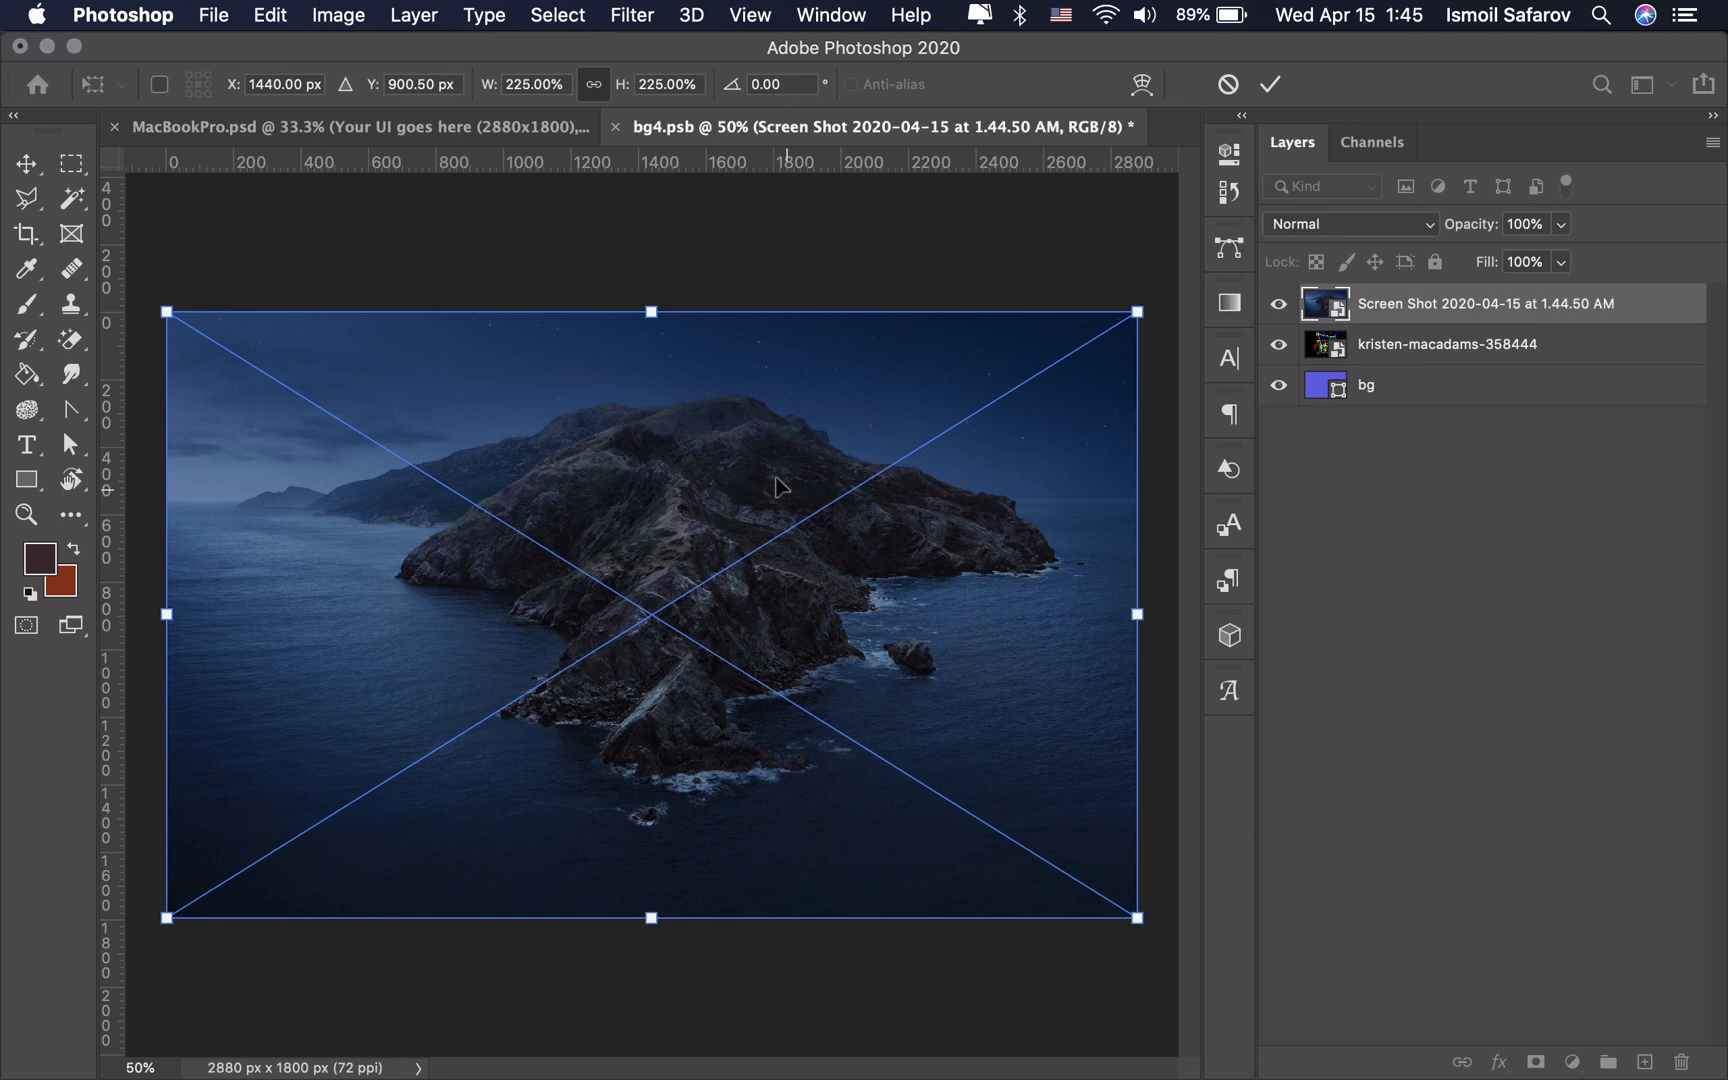 Photoshop File Edit Image Layer Type Select Filter 3D View Window Help 89% Wed Apr 15 1:45 Ismoil Safarov
Adobe Photoshop 2020
X: 1440.00 px Y: 900.50 px W: 225.00% H: 225.00% 0.00 ° Anti-alias
MacBookPro.psd @ 33.3% (Your UI goes here (2880x1800),... bg4.psb @ 50% (Screen Shot 2020-04-15 at 1.44.50 AM, RGB/8) *
0 200 400 600 800 1000 1200 1400 1600 1800 2000 2200 2400 2600 2800
400
200
0
200
400
600
800
1000
1200
1400
1600
1800
2000
Layers Channels
Kind
Normal Opacity: 100%
Lock: Fill: 100%
Screen Shot 2020-04-15 at 1.44.50 AM
kristen-macadams-358444
bg
50% 2880 px x 1800 px (72 ppi)
fx